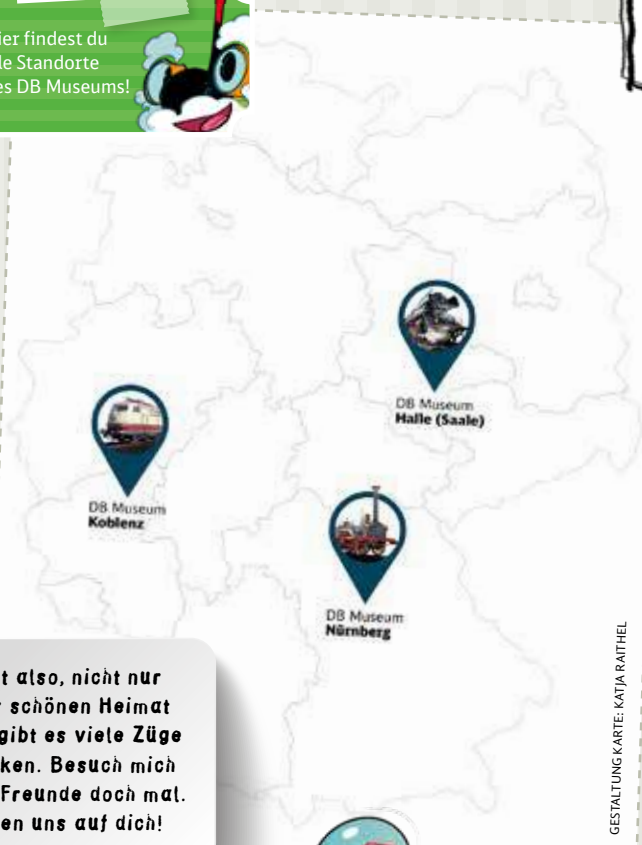 ier findest du
le Standorte
es DB Museums!
DB Museum
Halle (Saale)
DB Museum
Koblenz
DB Museum
Nürnberg
t also, nicht nur
r schönen Heimat
gibt es viele Züge
ken. Besuch mich
Freunde doch mal.
en uns auf dich!
GESTALTUNG KARTE: KATJA RAITHEL